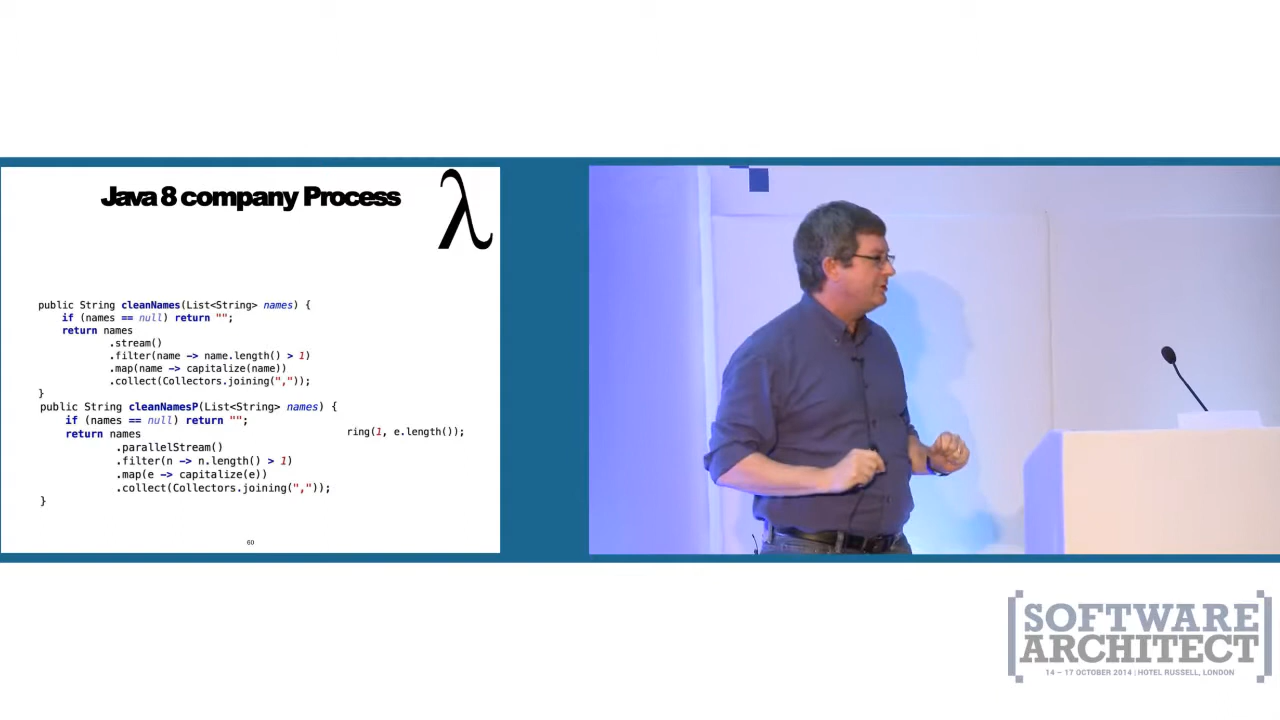 Java 8 company Process
λ
public String cleanNames(List<String> names) {
if (names == null) return "";
return names
.stream()
.filter(name -> name.length() > 1)
.map(name -> capitalize(name))
.collect(Collectors.joining(","));
}
public String cleanNamesP(List<String> names) {
if (names == null) return "";
return names
.parallelStream()
.filter(n -> n.length() > 1)
.map(e -> capitalize(e))
.collect(Collectors.joining(","));
}
ring(1, e.length());
60
[SOFTWARE
ARCHITECT]
14 – 17 OCTOBER 2014 | HOTEL RUSSELL, LONDON